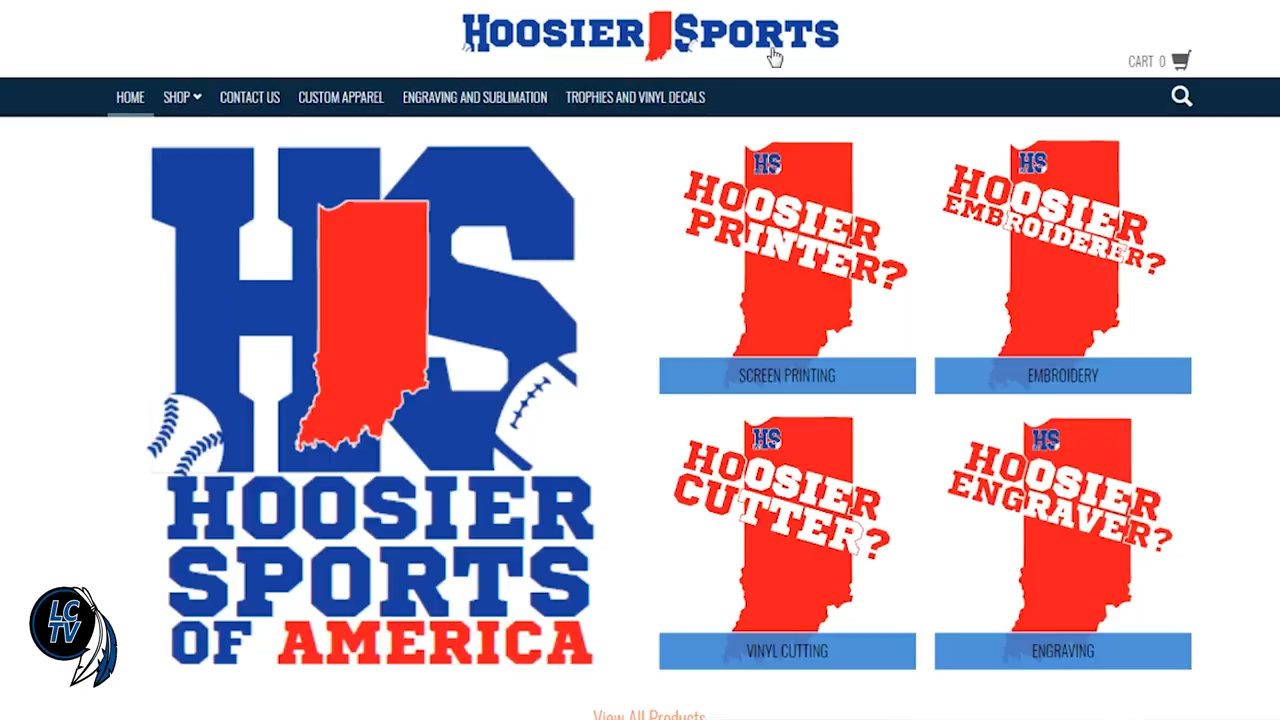 HOOSIER SPORTS
CART 0
HOME SHOP CONTACT US CUSTOM APPAREL ENGRAVING AND SUBLIMATION TROPHIES AND VINYL DECALS
HS
HOOSIER
SPORTS
OF AMERICA
HS
HOOSIER
PRINTER?
SCREEN PRINTING
HS
HOOSIER
EMBROIDERER?
EMBROIDERY
HS
HOOSIER
CUTTER?
VINYL CUTTING
HS
HOOSIER
ENGRAVER?
ENGRAVING
LC
TV
View All Products